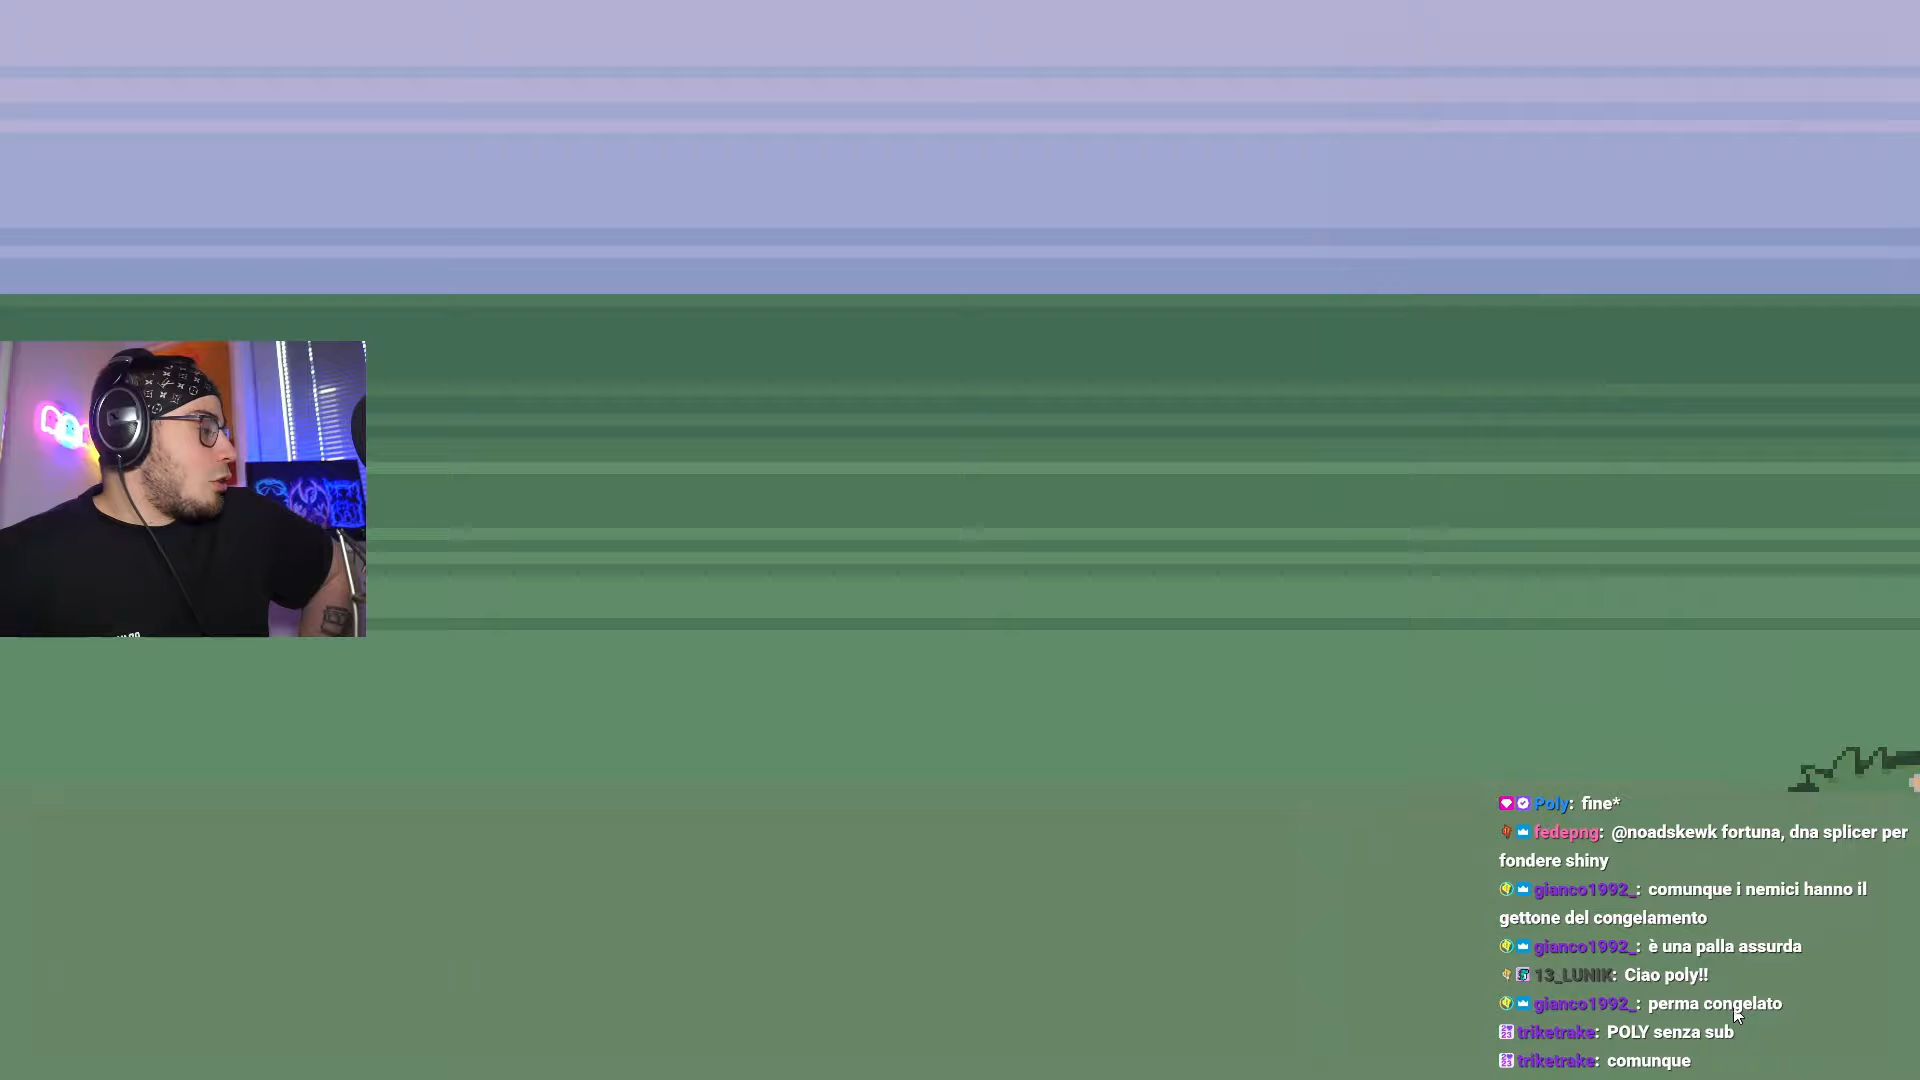 Poly: fine*
fedepng: @noadskewk fortuna, dna splicer per
fondere shiny
gianco1992_: comunque i nemici hanno il
gettone del congelamento
gianco1992_: è una palla assurda
13_LUNIK: Ciao poly!!
gianco1992_: perma congelato
triketrake: POLY senza sub
triketrake: comunque